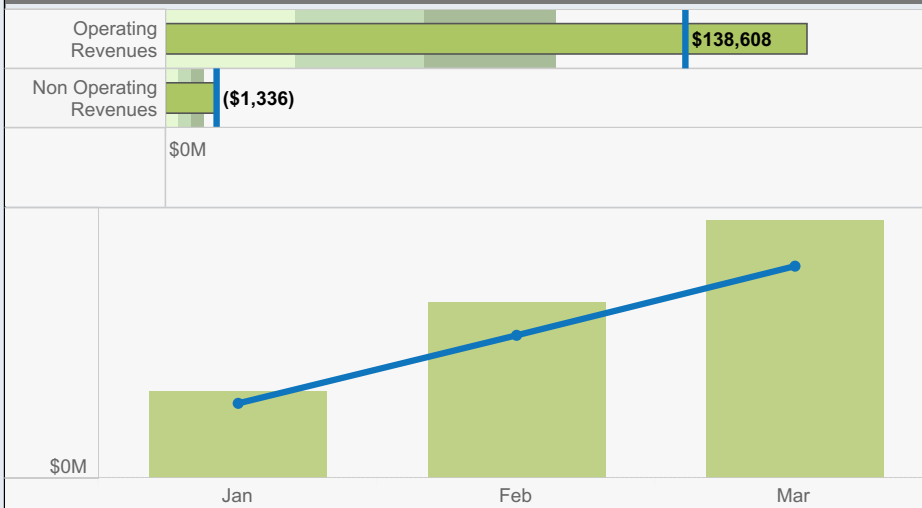 Operating
Revenues
$138,608
Non Operating
Revenues
($1,336)
$0M
$0M
Jan
Feb
Mar